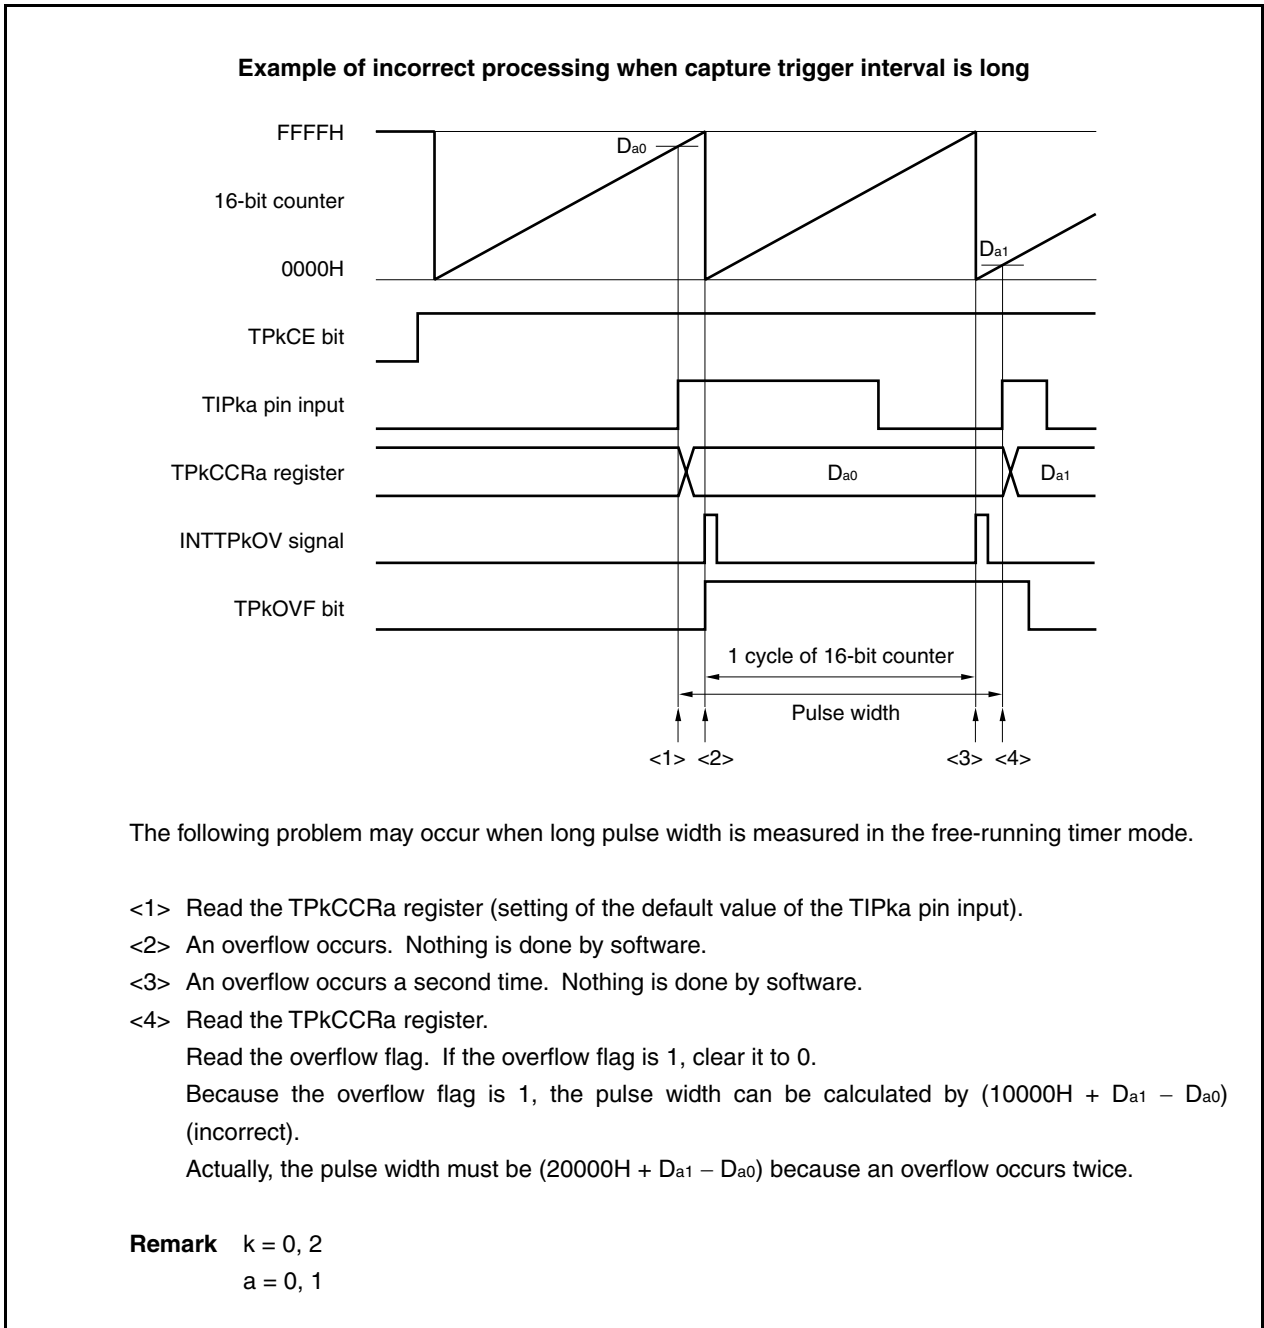 Example of incorrect processing when capture trigger interval is long
FFFFH
Da0
16-bit counter
Da1
0000H
TPkCE bit
TIPka pin input
TPkCCRa register
Da0
Da1
INTTPkOV signal
TPkOVF bit
1 cycle of 16-bit counter
Pulse width
<1> <2> <3> <4>
The following problem may occur when long pulse width is measured in the free-running timer mode.
<1> Read the TPkCCRa register (setting of the default value of the TIPka pin input).
<2> An overflow occurs. Nothing is done by software.
<3> An overflow occurs a second time. Nothing is done by software.
<4> Read the TPkCCRa register.
Read the overflow flag. If the overflow flag is 1, clear it to 0.
Because the overflow flag is 1, the pulse width can be calculated by (10000H + Da1 − Da0)
(incorrect).
Actually, the pulse width must be (20000H + Da1 − Da0) because an overflow occurs twice.
Remark k = 0, 2
a = 0, 1